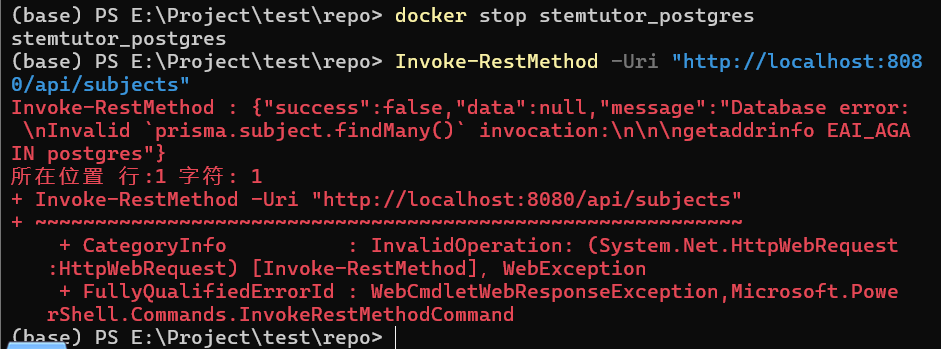 (base) PS E:\Project\test\repo> docker stop stemtutor_postgres
stemtutor_postgres
(base) PS E:\Project\test\repo> Invoke-RestMethod -Uri "http://localhost:808
0/api/subjects"
Invoke-RestMethod : {"success":false,"data":null,"message":"Database error:
 \nInvalid `prisma.subject.findMany()` invocation:\n\n\ngetaddrinfo EAI_AGA
IN postgres"}
所在位置 行:1 字符: 1
+ Invoke-RestMethod -Uri "http://localhost:8080/api/subjects"
+ ~~~~~~~~~~~~~~~~~~~~~~~~~~~~~~~~~~~~~~~~~~~~~~~~~~~~~~~~~~~
    + CategoryInfo          : InvalidOperation: (System.Net.HttpWebRequest
   :HttpWebRequest) [Invoke-RestMethod]，WebException
    + FullyQualifiedErrorId : WebCmdletWebResponseException,Microsoft.Powe
   rShell.Commands.InvokeRestMethodCommand
(base) PS E:\Project\test\repo>